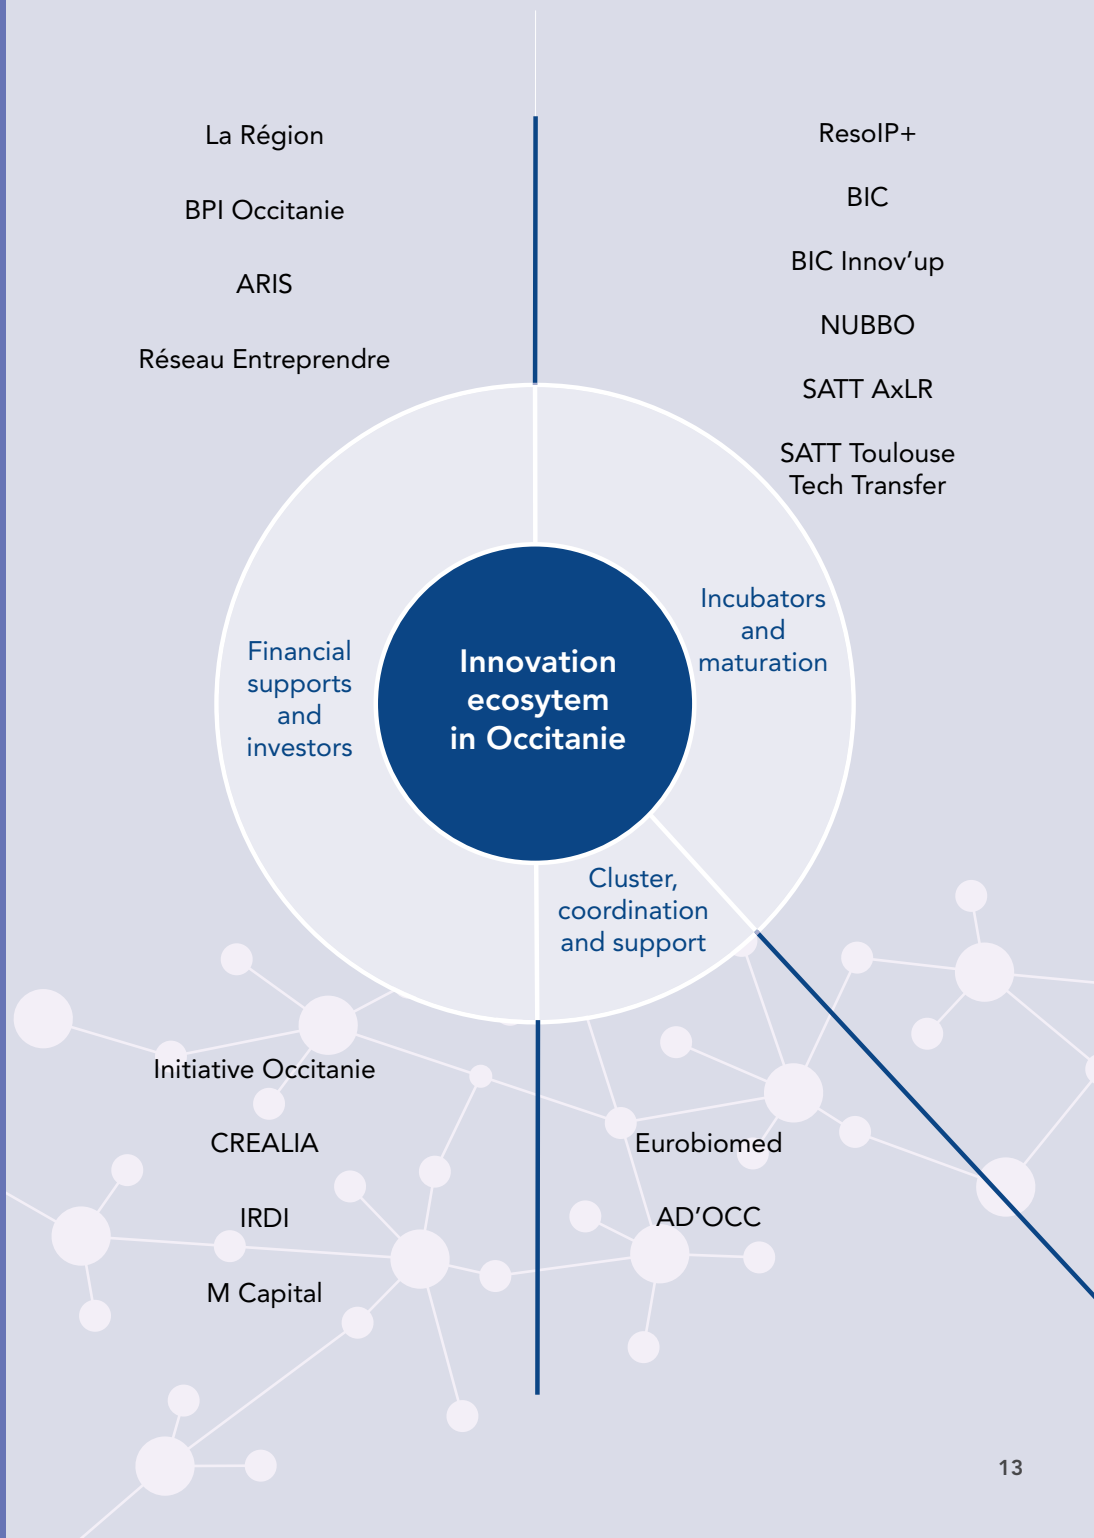 La Région
BPI Occitanie
ARIS
Réseau Entreprendre
ResoIP+
BIC
BIC Innov’up
NUBBO
SATT AxLR
SATT Toulouse
Tech Transfer
Financial
supports
and
investors
Innovation
ecosytem
in Occitanie
Incubators
and
maturation
Cluster,
coordination
and support
Initiative Occitanie
CREALIA
IRDI
M Capital
Eurobiomed
AD’OCC
13